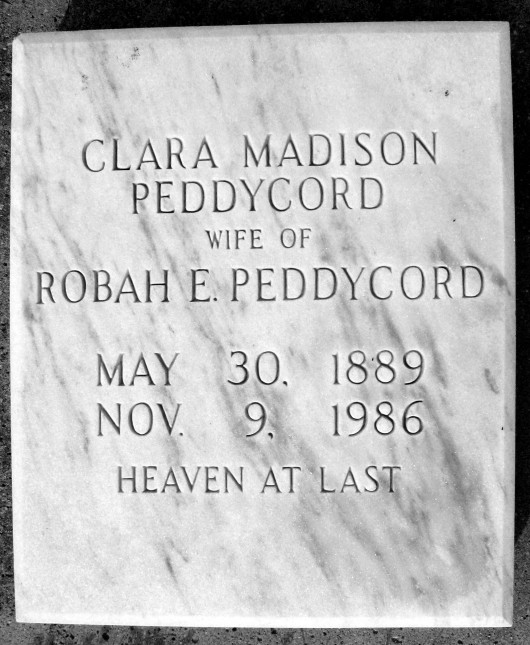 CLARA MADISON
PEDDYCORD
WIFE OF
ROBAH E. PEDDYCORD
MAY 30, 1889
NOV. 9, 1986
HEAVEN AT LAST